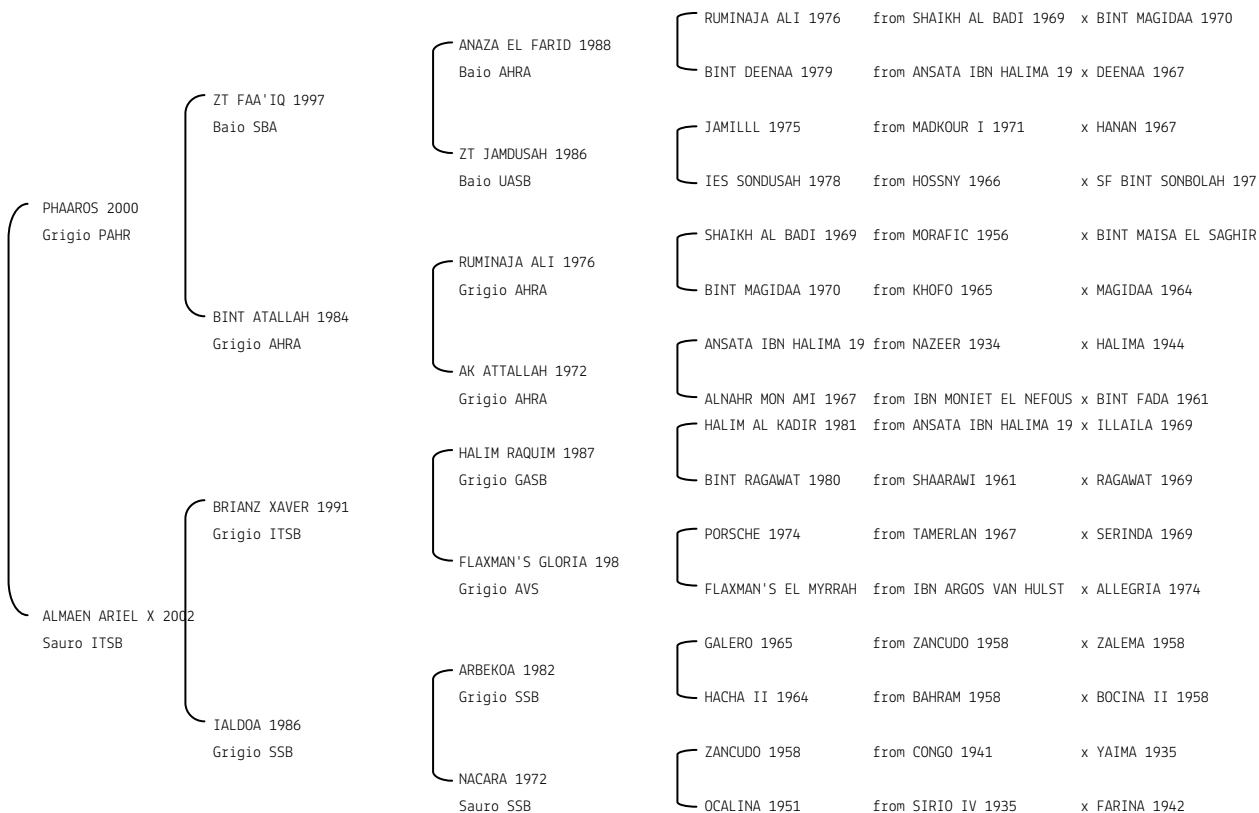 RUMINAJA ALI 1976 from SHAIKH AL BADI 1969 x BINT MAGIDAA 1970
ANAZA EL FARID 1988
Baio AHRA
BINT DEENAA 1979 from ANSATA IBN HALIMA 19 x DEENAA 1967
ZT FAA'IQ 1997
Baio SBA
JAMILLL 1975 from MADKOUR I 1971 x HANAN 1967
ZT JAMDUSAH 1986
Baio UASB
IES SONDUSAH 1978 from HOSSNY 1966 x SF BINT SONBOLAH 197
PHAAROS 2000
Grigio PAHR
SHAIKH AL BADI 1969 from MORAFIC 1956 x BINT MAISA EL SAGHIR
RUMINAJA ALI 1976
Grigio AHRA
BINT MAGIDAA 1970 from KHOFO 1965 x MAGIDAA 1964
BINT ATALLAH 1984
Grigio AHRA
ANSATA IBN HALIMA 19 from NAZEER 1934 x HALIMA 1944
AK ATTALLAH 1972
Grigio AHRA
ALNAHR MON AMI 1967 from IBN MONIET EL NEFOUS x BINT FADA 1961
HALIM AL KADIR 1981 from ANSATA IBN HALIMA 19 x ILLAILA 1969
HALIM RAQUIM 1987
Grigio GASB
BINT RAGAWAT 1980 from SHAARAWI 1961 x RAGAWAT 1969
BRIANZ XAVER 1991
Grigio ITSB
PORSCHE 1974 from TAMERLAN 1967 x SERINDA 1969
FLAXMAN'S GLORIA 198
Grigio AVS
FLAXMAN'S EL MYRRAH from IBN ARGOS VAN HULST x ALLEGRIA 1974
ALMAEN ARIEL X 2002
Sauro ITSB
GALERO 1965 from ZANCUDO 1958 x ZALEMA 1958
ARBEKOA 1982
Grigio SSB
HACHA II 1964 from BAHRAM 1958 x BOCINA II 1958
IALDOA 1986
Grigio SSB
ZANCUDO 1958 from CONGO 1941 x YAIMA 1935
NACARA 1972
Sauro SSB
OCALINA 1951 from SIRIO IV 1935 x FARINA 1942